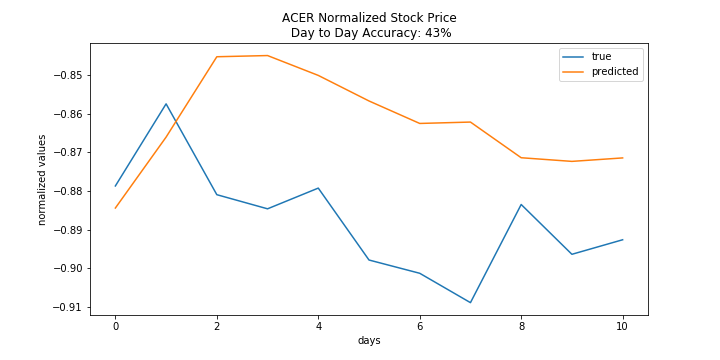 ACER Normalized Stock Price
Day to Day Accuracy: 43%
true
predicted
normalized values
−0.85
−0.86
−0.87
−0.88
−0.89
−0.90
−0.91
0 2 4 6 8 10
days